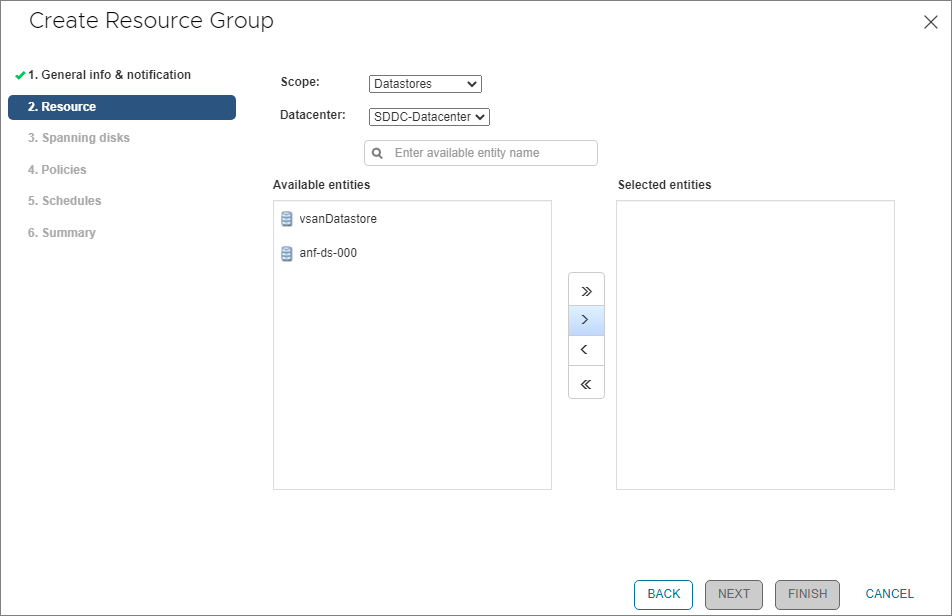 Create Resource Group
1. General info & notification
2. Resource
3. Spanning disks
4. Policies
5. Schedules
6. Summary
Scope: Datastores
Datacenter: SDDC-Datacenter
Enter available entity name
Available entities
Selected entities
vsanDatastore
anf-ds-000
BACK NEXT FINISH CANCEL